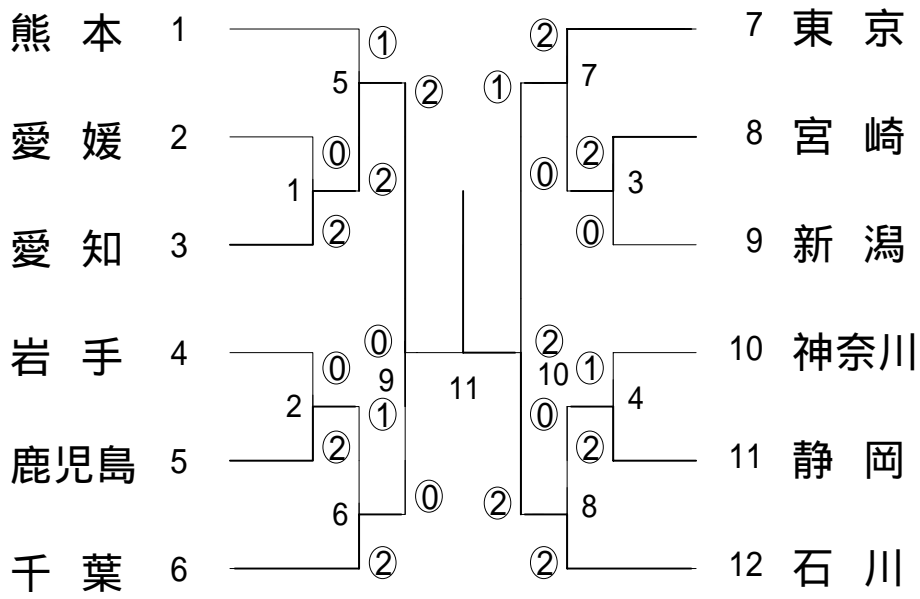 熊 本 1 ① ② 7 東 京
5 ② ① 7
愛 媛 2 ⓪ ② 8 宮 崎
1 ② ⓪ 3
愛 知 3 ② ⓪ 9 新 潟
岩 手 4 ⓪ ⓪ ② ① 10 神奈川
2 9 ① 11 10 ⓪ 4
鹿児島 5 ② ② 11 静 岡
6 ⓪ ② 8
千 葉 6 ② ② 12 石 川